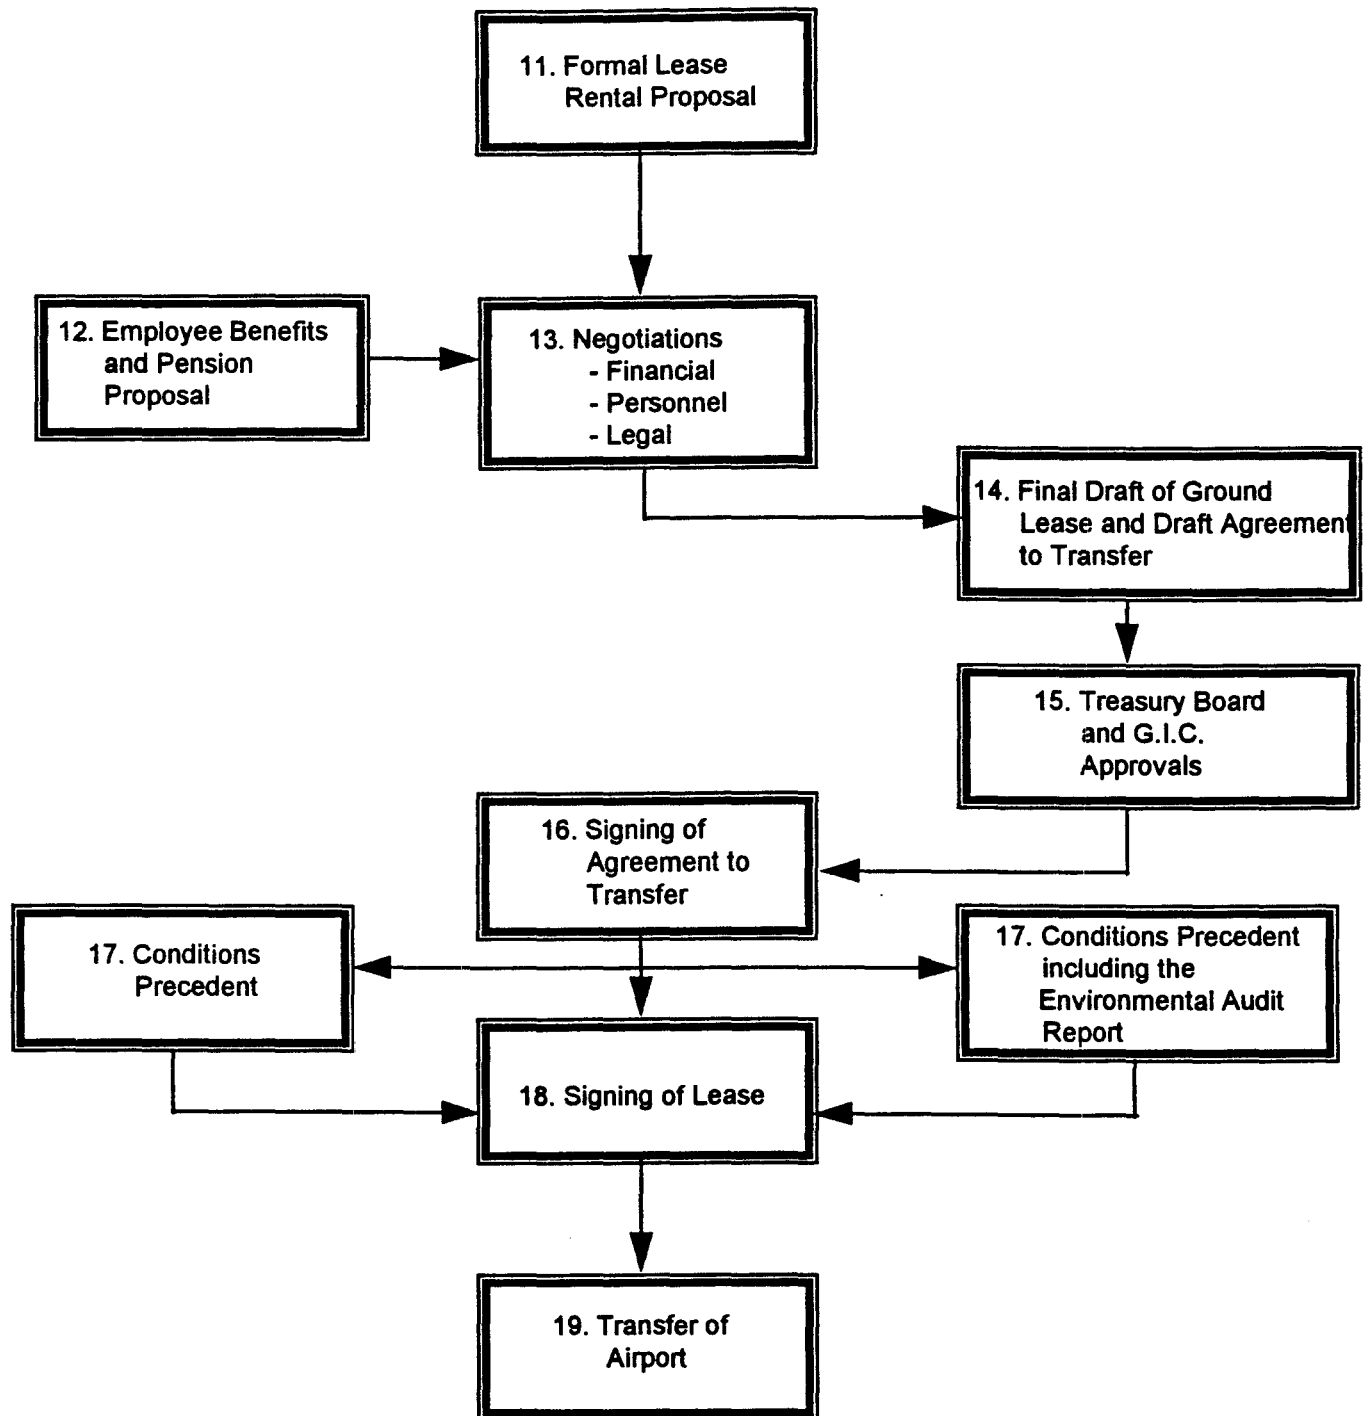 11. Formal Lease
Rental Proposal
12. Employee Benefits
and Pension
Proposal
13. Negotiations
- Financial
- Personnel
- Legal
14. Final Draft of Ground
Lease and Draft Agreement
to Transfer
15. Treasury Board
and G.I.C.
Approvals
16. Signing of
Agreement to
Transfer
17. Conditions
Precedent
17. Conditions Precedent
including the
Environmental Audit
Report
18. Signing of Lease
19. Transfer of
Airport